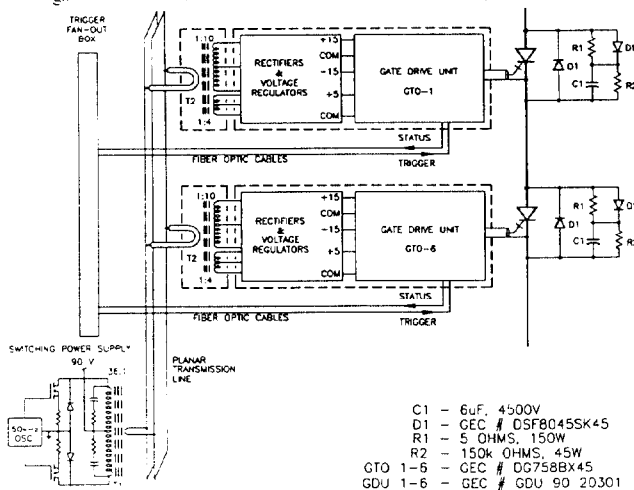 TRIGGER
FAN-OUT
BOX
1:10
T2
1:4
RECTIFIERS
&
VOLTAGE
REGULATORS
+15
COM
-15
+5
COM
GATE DRIVE UNIT
GTO-1
D1
R1
C1
D1
R2
STATUS
FIBER OPTIC CABLES
TRIGGER
1:10
T2
1:4
RECTIFIERS
&
VOLTAGE
REGULATORS
+15
COM
-15
+5
COM
GATE DRIVE UNIT
GTO-6
D1
R1
C1
STATUS
FIBER OPTIC CABLES
TRIGGER
SWITCHING POWER SUPPLY
90 V
OSC
PLANAR
TRANSMISSION
LINE
C1 - 6uF, 4500V
D1 - GEC # DSF8045SK45
R1 - 5 OHMS, 150W
R2 - 150k OHMS, 45W
GTO 1-6 - GEC # DG758BX45
GDU 1-6 - GEC # GDU 90 20301